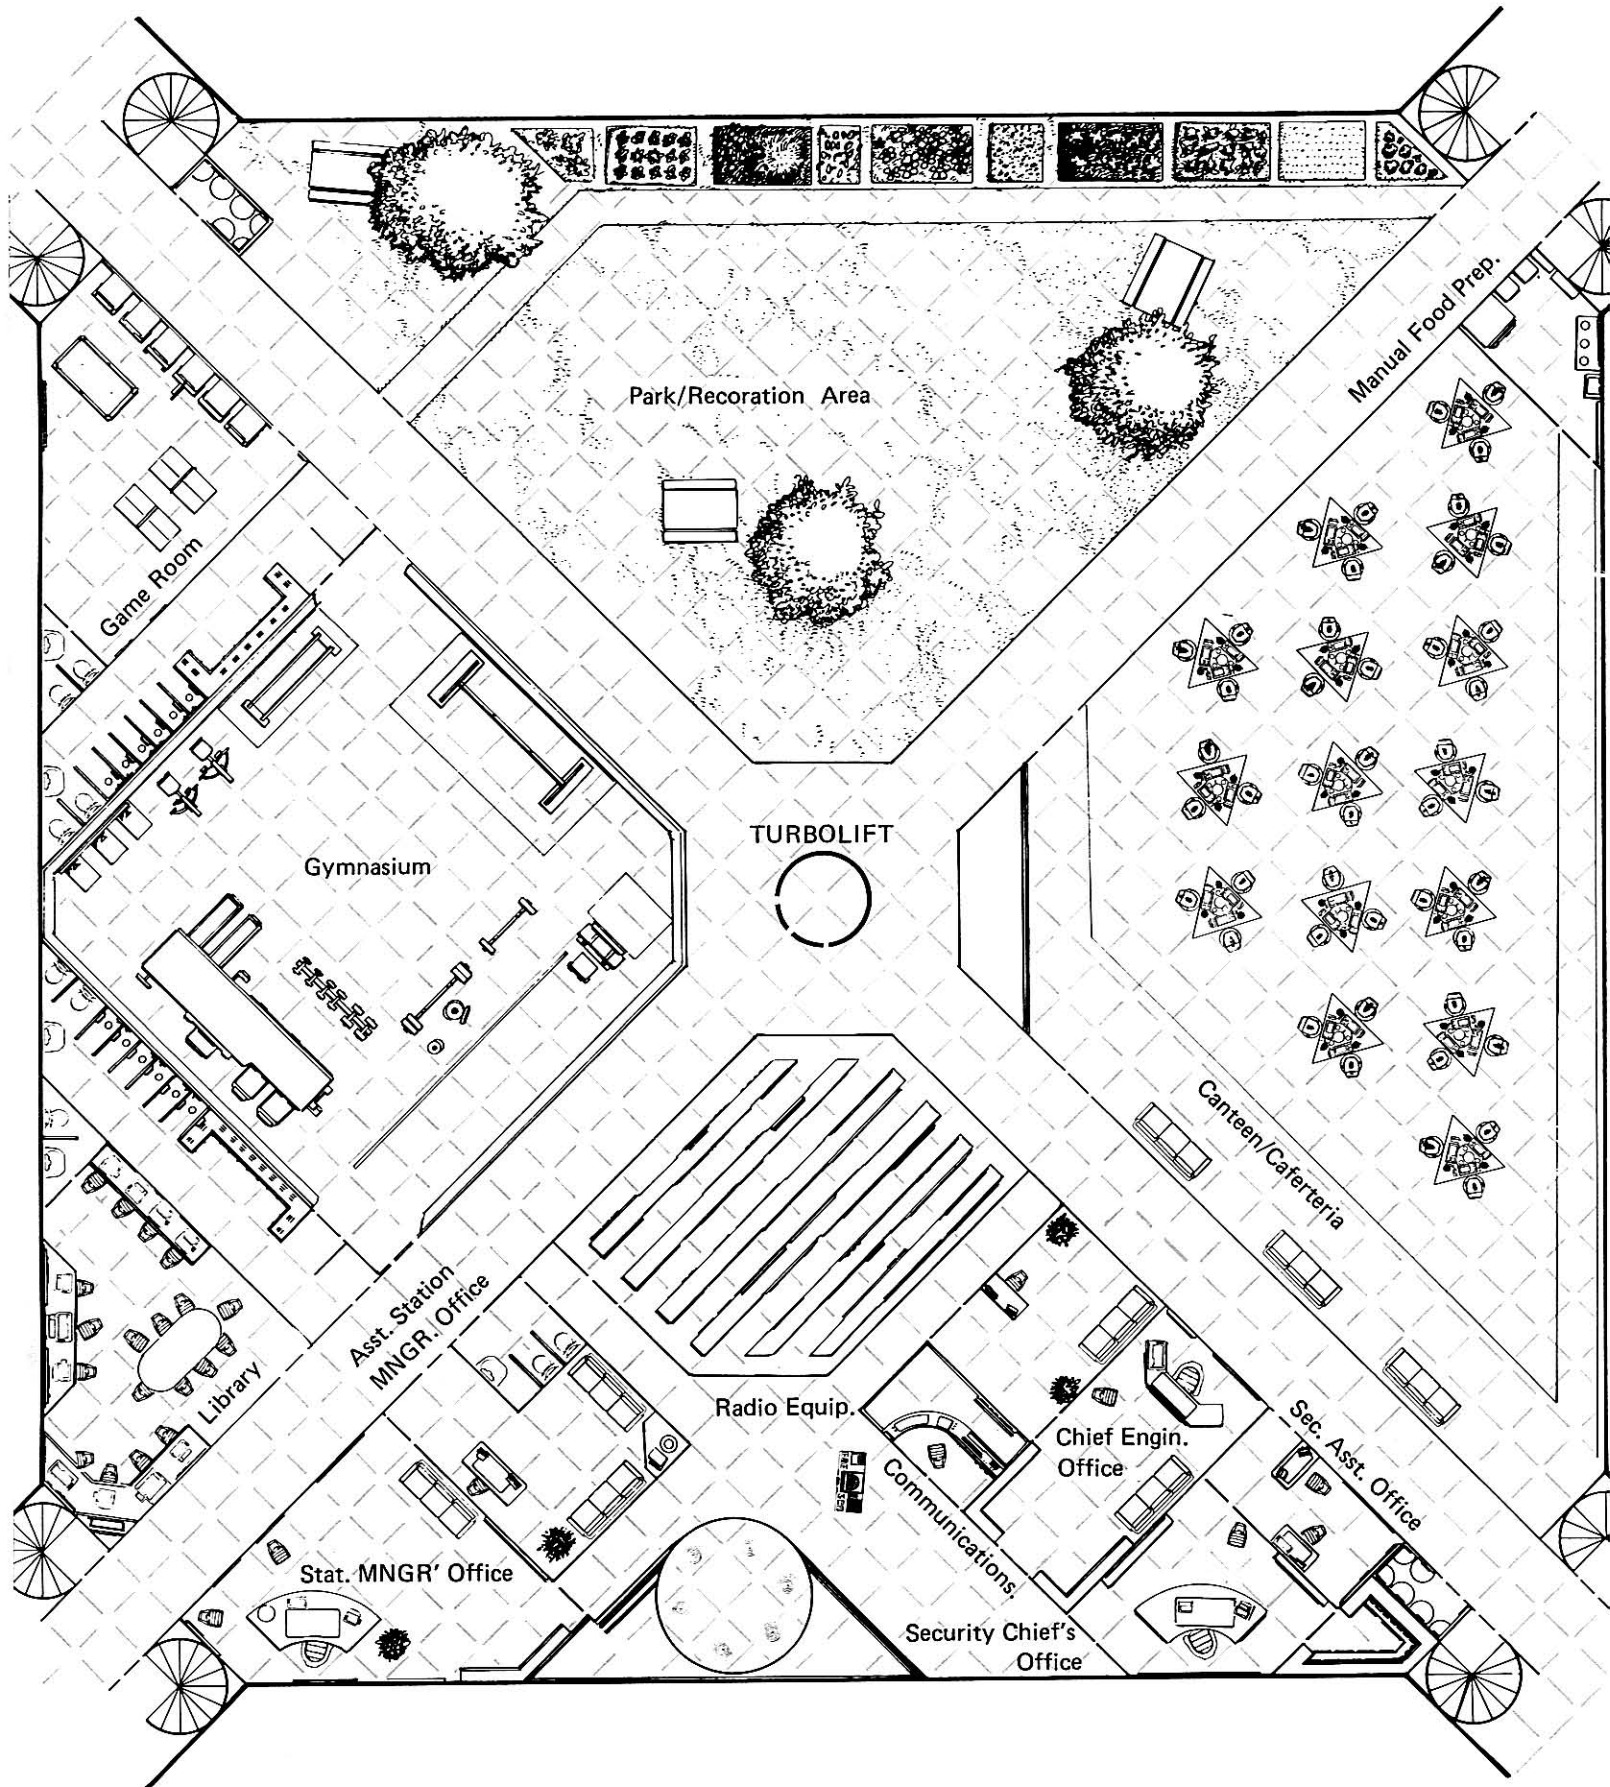 Manual Food Prep.
Park/Recoration Area
Game Room
TURBOLIFT
Gymnasium
Canteen/Caferteria
Asst. Station
MNGR. Office
Library
Radio Equip.
Communications.
Chief Engin.
Office
Sec. Asst. Office
Stat. MNGR' Office
Security Chief's
Office